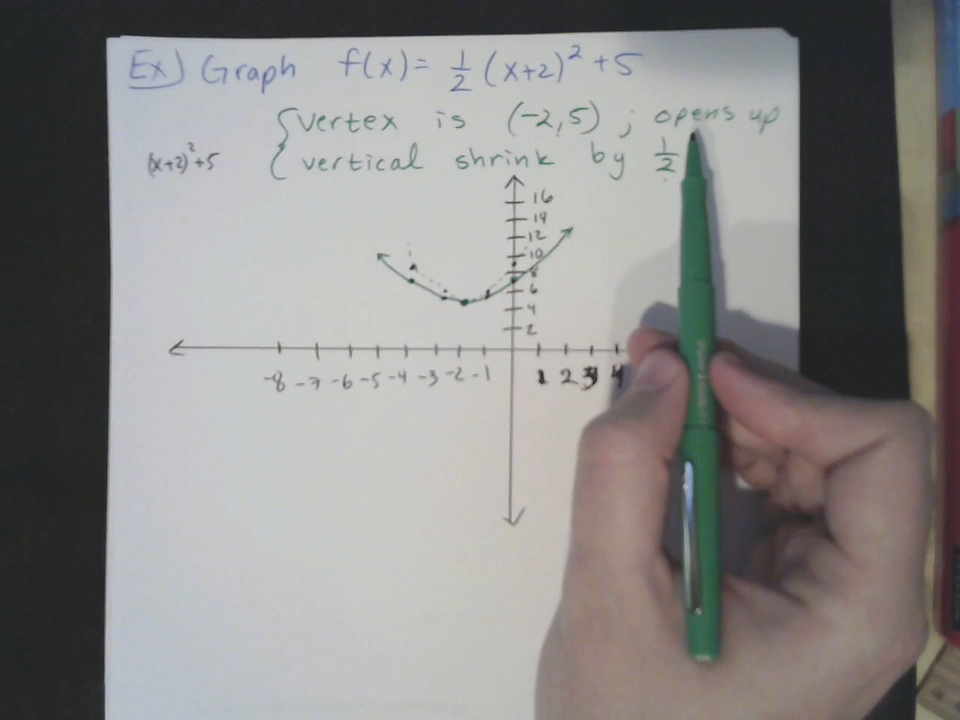 Ex) Graph f(x) = 1/2 (x+2)² + 5
{ vertex is (-2,5) ; opens up
{ vertical shrink by 1/2
(x+2)² + 5
16
14
12
10
8
6
4
2
-8 -7 -6 -5 -4 -3 -2 -1 1 2 3 4